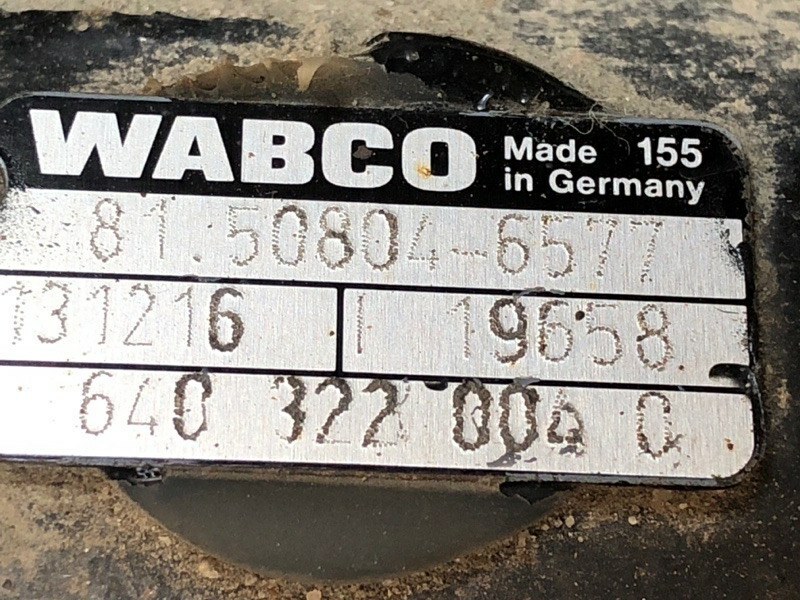 WABCO Made 155
in Germany
81.50804-6577
131216 I 19658
640 322 004 0